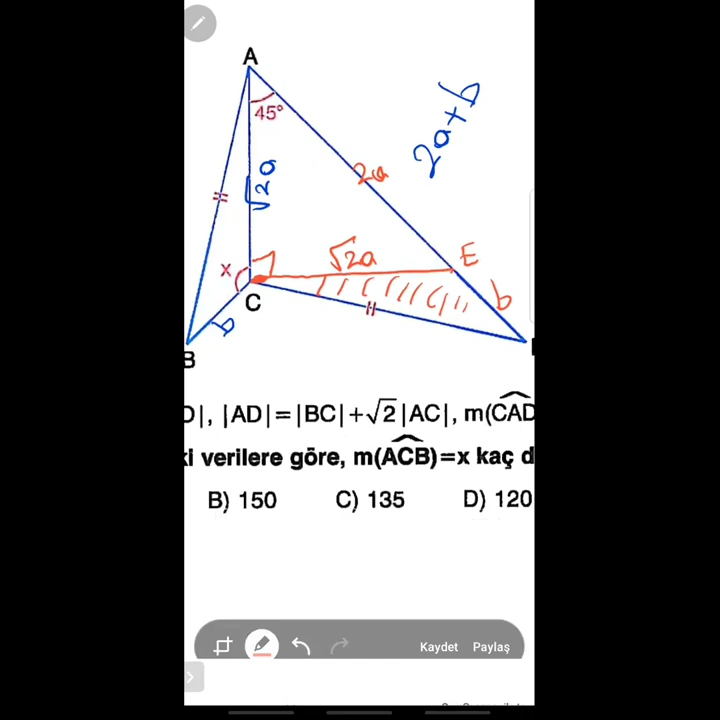 A
45°
2a+b
√2a
2a
x
√2a
E
C
b
b
B
D|, |AD|=|BC|+√2|AC|, m(CAD
ki verilere göre, m(ACB)=x kaç d
B) 150 C) 135 D) 120
Kaydet Paylaş